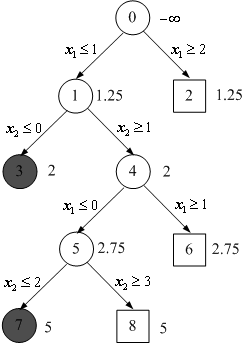 0 −∞
x₁ ≤ 1 x₁ ≥ 2
1 1.25 2 1.25
x₂ ≤ 0 x₂ ≥ 1
3 2 4 2
x₁ ≤ 0 x₁ ≥ 1
5 2.75 6 2.75
x₂ ≤ 2 x₂ ≥ 3
7 5 8 5